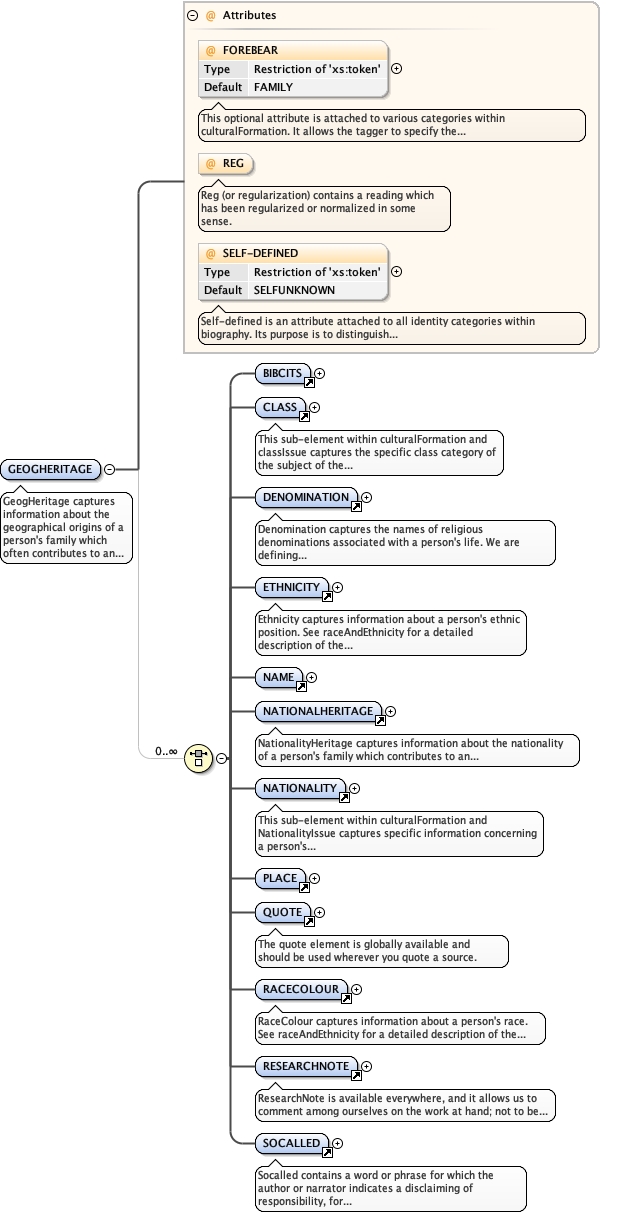 @ Attributes
@ FOREBEAR
Type Restriction of 'xs:token'
Default FAMILY
This optional attribute is attached to various categories within
culturalFormation. It allows the tagger to specify the...
@ REG
Reg (or regularization) contains a reading which
has been regularized or normalized in some
sense.
@ SELF-DEFINED
Type Restriction of 'xs:token'
Default SELFUNKNOWN
Self-defined is an attribute attached to all identity categories within
biography. Its purpose is to distinguish...
GEOGHERITAGE
GeogHeritage captures
information about the
geographical origins of a
person's family which
often contributes to an...
0..∞
BIBCITS
CLASS
This sub-element within culturalFormation and
classIssue captures the specific class category of
the subject of the...
DENOMINATION
Denomination captures the names of religious
denominations associated with a person's life. We are
defining...
ETHNICITY
Ethnicity captures information about a person's ethnic
position. See raceAndEthnicity for a detailed
description of the...
NAME
NATIONALHERITAGE
NationalityHeritage captures information about the nationality
of a person's family which contributes to an...
NATIONALITY
This sub-element within culturalFormation and
NationalityIssue captures specific information concerning
a person's...
PLACE
QUOTE
The quote element is globally available and
should be used wherever you quote a source.
RACECOLOUR
RaceColour captures information about a person's race.
See raceAndEthnicity for a detailed description of the...
RESEARCHNOTE
ResearchNote is available everywhere, and it allows us to
comment among ourselves on the work at hand; not to be...
SOCALLED
Socalled contains a word or phrase for which the
author or narrator indicates a disclaiming of
responsibility, for...